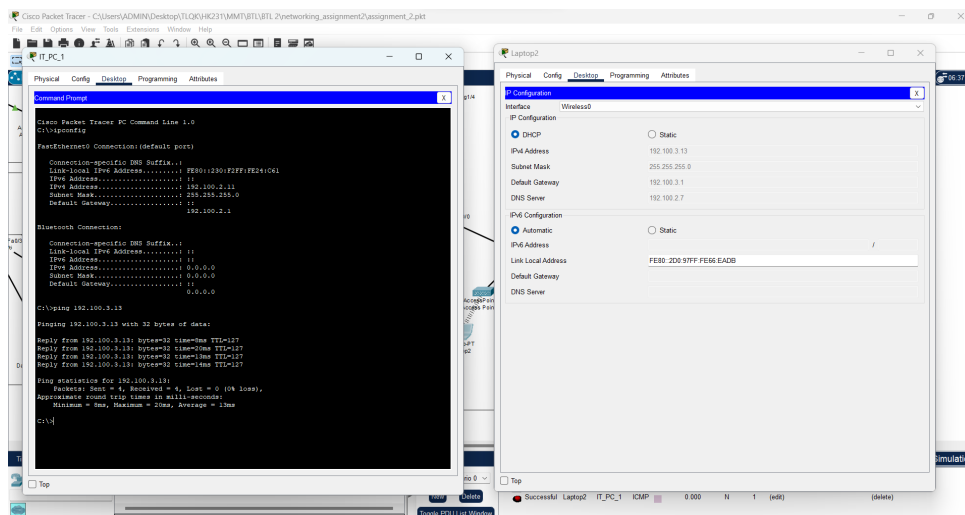 Cisco Packet Tracer - C:\Users\ADMIN\Desktop\TLQK\HK231\MMT\BTL\BTL 2\networking_assignment2\assignment_2.pkt
File Edit Options View Tools Extensions Window Help
IT_PC_1
Physical Config Desktop Programming Attributes
Command Prompt X
Cisco Packet Tracer PC Command Line 1.0
C:\>ipconfig
FastEthernet0 Connection:(default port)
Connection-specific DNS Suffix..:
Link-local IPv6 Address.........: FE80::230:F2FF:FE24:C61
IPv6 Address....................: ::
IPv4 Address....................: 192.100.2.11
Subnet Mask.....................: 255.255.255.0
Default Gateway.................: ::
192.100.2.1
Bluetooth Connection:
Connection-specific DNS Suffix..:
Link-local IPv6 Address.........: ::
IPv6 Address....................: ::
IPv4 Address....................: 0.0.0.0
Subnet Mask.....................: 0.0.0.0
Default Gateway.................: ::
0.0.0.0
C:\>ping 192.100.3.13
Pinging 192.100.3.13 with 32 bytes of data:
Reply from 192.100.3.13: bytes=32 time=8ms TTL=127
Reply from 192.100.3.13: bytes=32 time=20ms TTL=127
Reply from 192.100.3.13: bytes=32 time=13ms TTL=127
Reply from 192.100.3.13: bytes=32 time=14ms TTL=127
Ping statistics for 192.100.3.13:
Packets: Sent = 4, Received = 4, Lost = 0 (0% loss),
Approximate round trip times in milli-seconds:
Minimum = 8ms, Maximum = 20ms, Average = 13ms
C:\>
Top
Laptop2
Physical Config Desktop Programming Attributes
IP Configuration X
Interface Wireless0
IP Configuration
DHCP Static
IPv4 Address 192.100.3.13
Subnet Mask 255.255.255.0
Default Gateway 192.100.3.1
DNS Server 192.100.2.7
IPv6 Configuration
Automatic Static
IPv6 Address /
Link Local Address FE80::2D0:97FF:FE66:EADB
Default Gateway
DNS Server
Top
New Delete
Toggle PDU List Window
Successful Laptop2 IT_PC_1 ICMP 0.000 N 1 (edit) (delete)